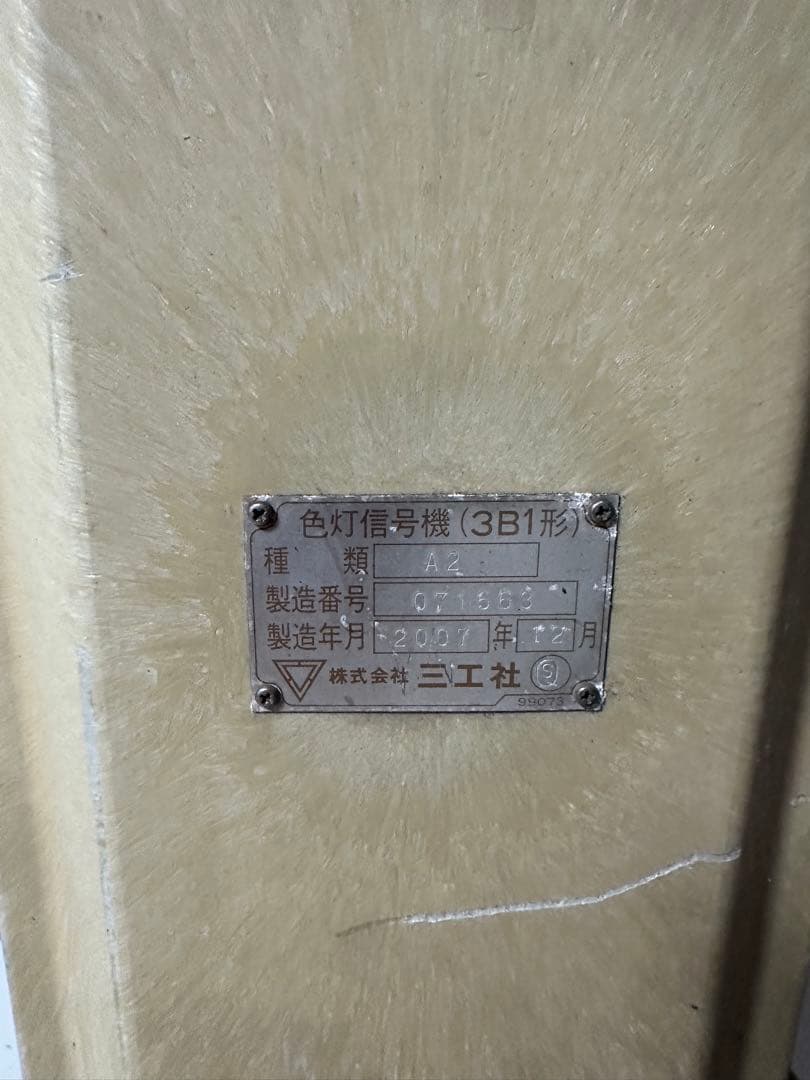 色灯信号機(3B1形)
種 類 A2
製造番号 071563
製造年月 2007 年 12 月
株式会社 三工社 S
99073